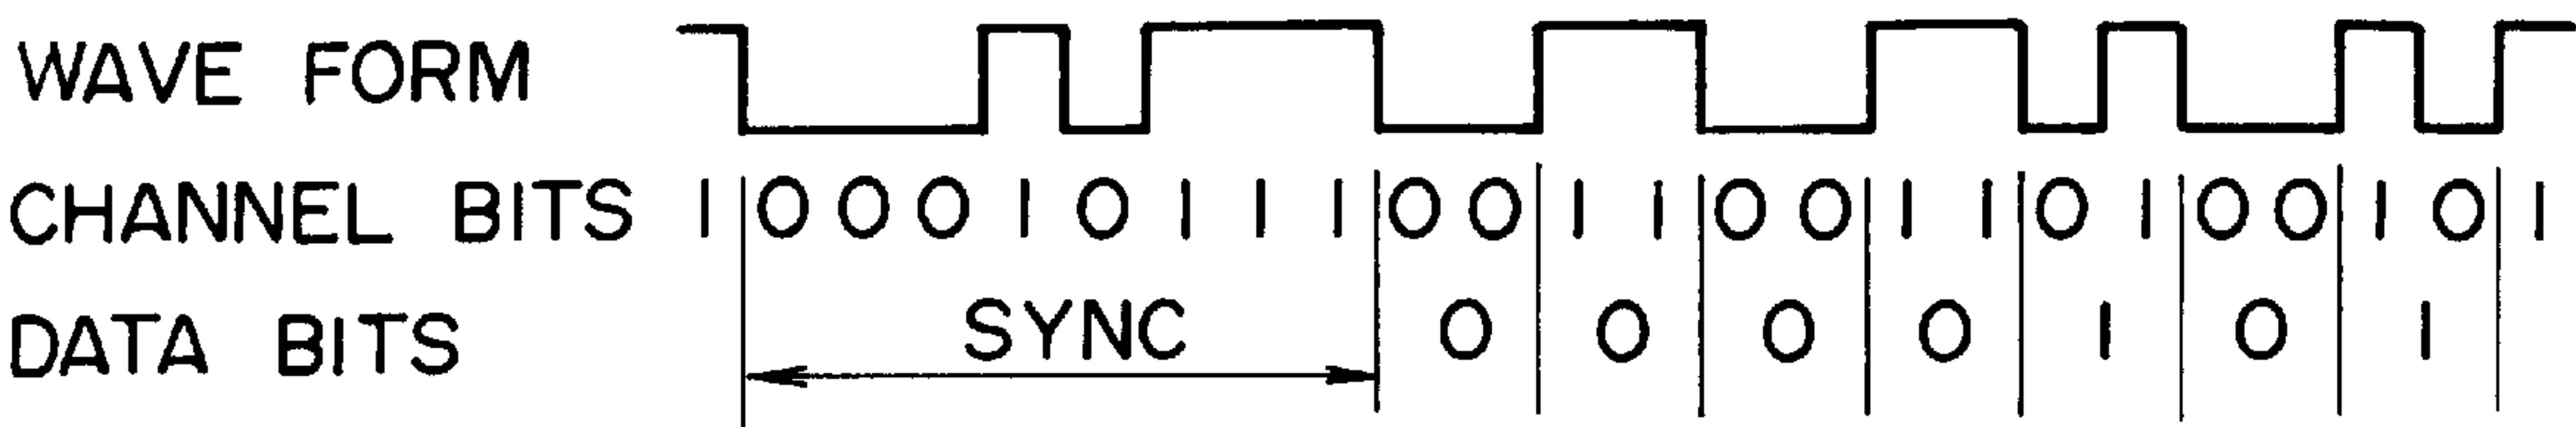 WAVE FORM
CHANNEL BITS 1 0 0 0 1 0 1 1 1 0 0 1 1 0 0 1 1 0 1 0 0 1 0 1
DATA BITS SYNC 0 0 0 0 1 0 1